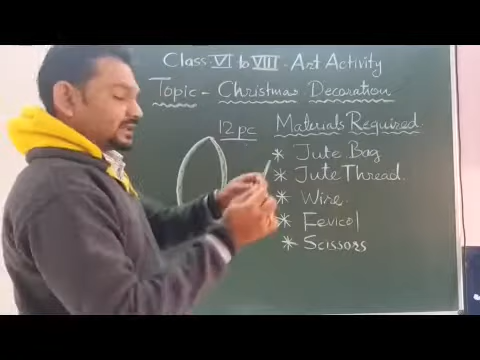 Class VI to VIII - Art Activity
Topic - Christmas Decoration
12 pc
Materials Required
* Jute Bag
* Jute Thread.
* Wire.
* Fevicol
* Scissors